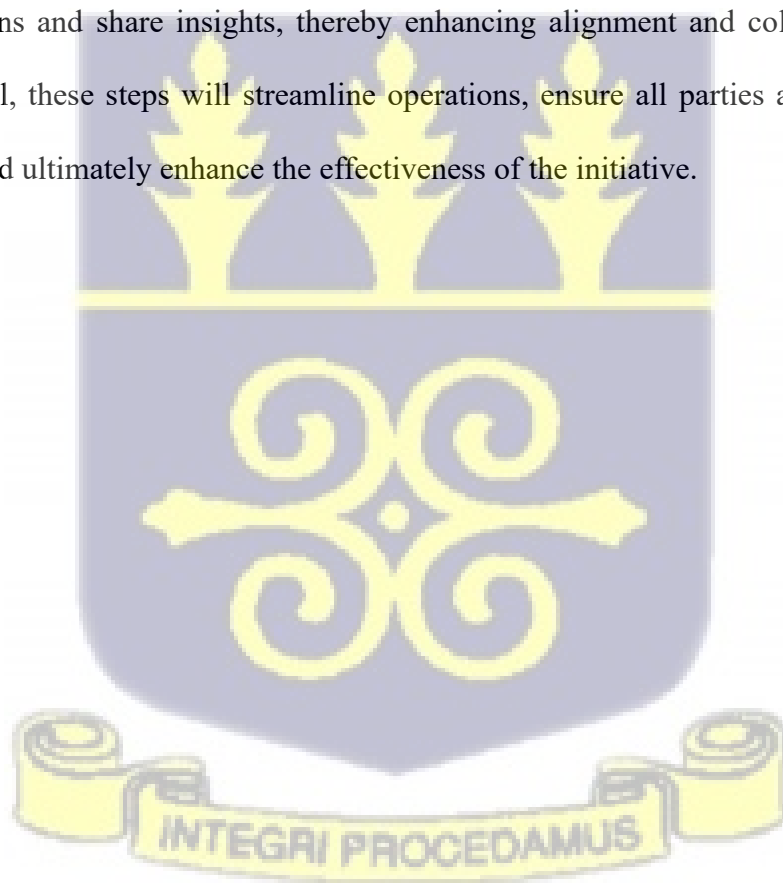 ns and share insights, thereby enhancing alignment and col
l, these steps will streamline operations, ensure all parties a
d ultimately enhance the effectiveness of the initiative.
INTEGRI PROCEDAMUS